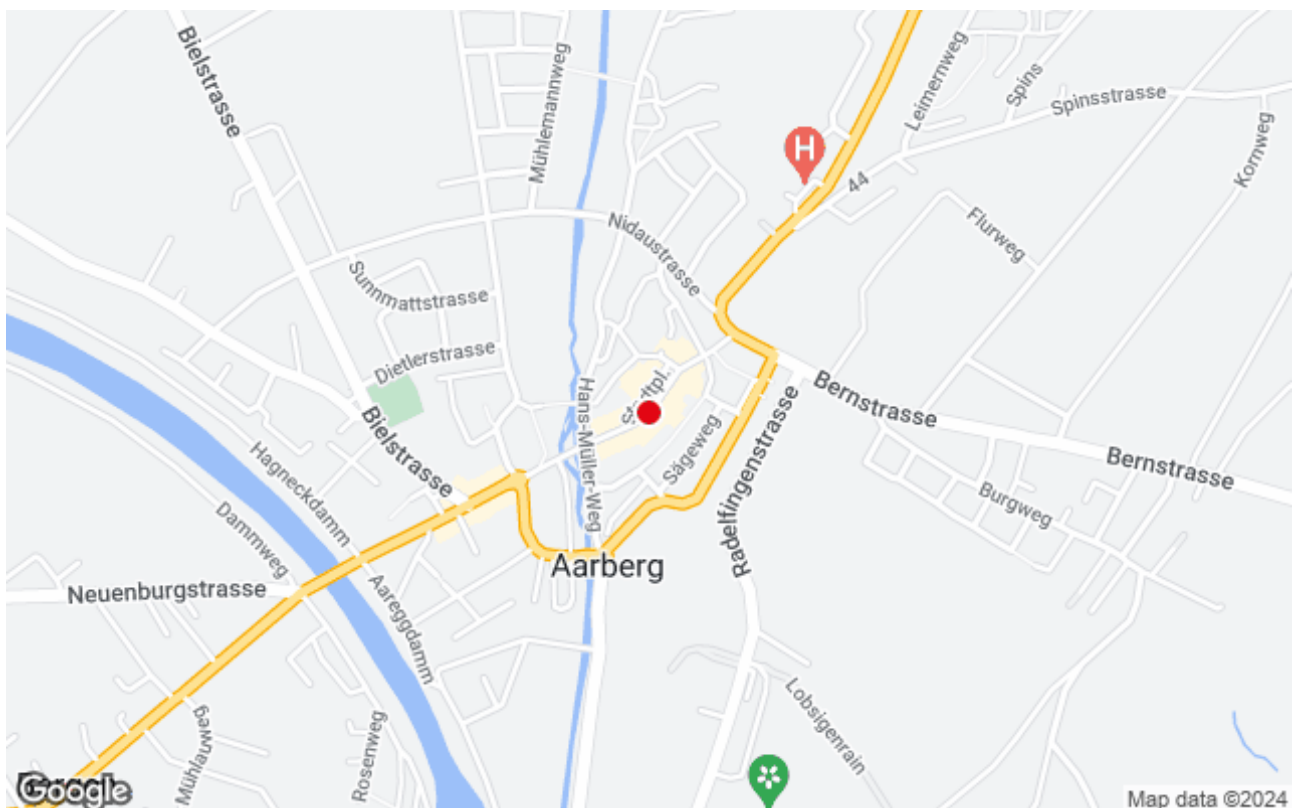 Bielstrasse
Mühlemannweg
Leimernweg
Spins
Spinsstrasse
Kornweg
H
44
Flurweg
Nidaustrasse
Sunnmattstrasse
Dietlerstrasse
Hans-Müller-Weg
Sägeweg
Bernstrasse
Radelfingenstrasse
Bernstrasse
Burgweg
Bielstrasse
Hagneckdamm
Dammweg
Aarberg
Neuenburgstrasse
Aareggdamm
Lobsigenrain
Rosenweg
Mühlauweg
Google
Map data ©2024